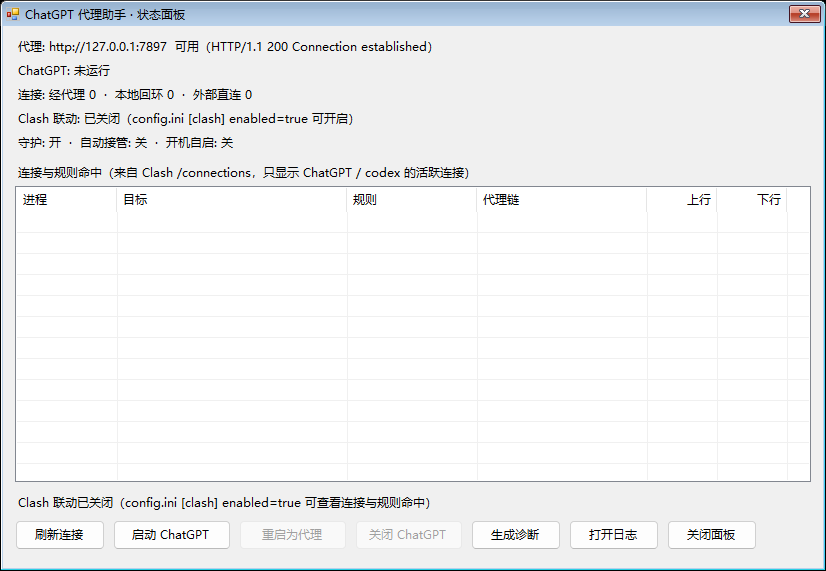 ChatGPT 代理助手 · 状态面板
代理: http://127.0.0.1:7897  可用（HTTP/1.1 200 Connection established）
ChatGPT: 未运行
连接: 经代理 0 · 本地回环 0 · 外部直连 0
Clash 联动: 已关闭（config.ini [clash] enabled=true 可开启）
守护: 开 · 自动接管: 关 · 开机自启: 关
连接与规则命中（来自 Clash /connections，只显示 ChatGPT / codex 的活跃连接）
进程 目标 规则 代理链 上行 下行
Clash 联动已关闭（config.ini [clash] enabled=true 可查看连接与规则命中）
刷新连接 启动 ChatGPT 重启为代理 关闭 ChatGPT 生成诊断 打开日志 关闭面板